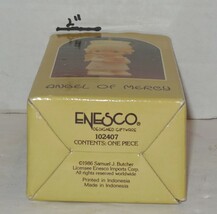 2"
ANGEL OF MERCY
ENESCO®
DESIGNED GIFTWARE
102407
CONTENTS: ONE PIECE
©1986 Samuel J. Butcher
Licensee Enesco Imports Corp.
All rights reserved worldwide
Printed in Indonesia
Made in Indonesia